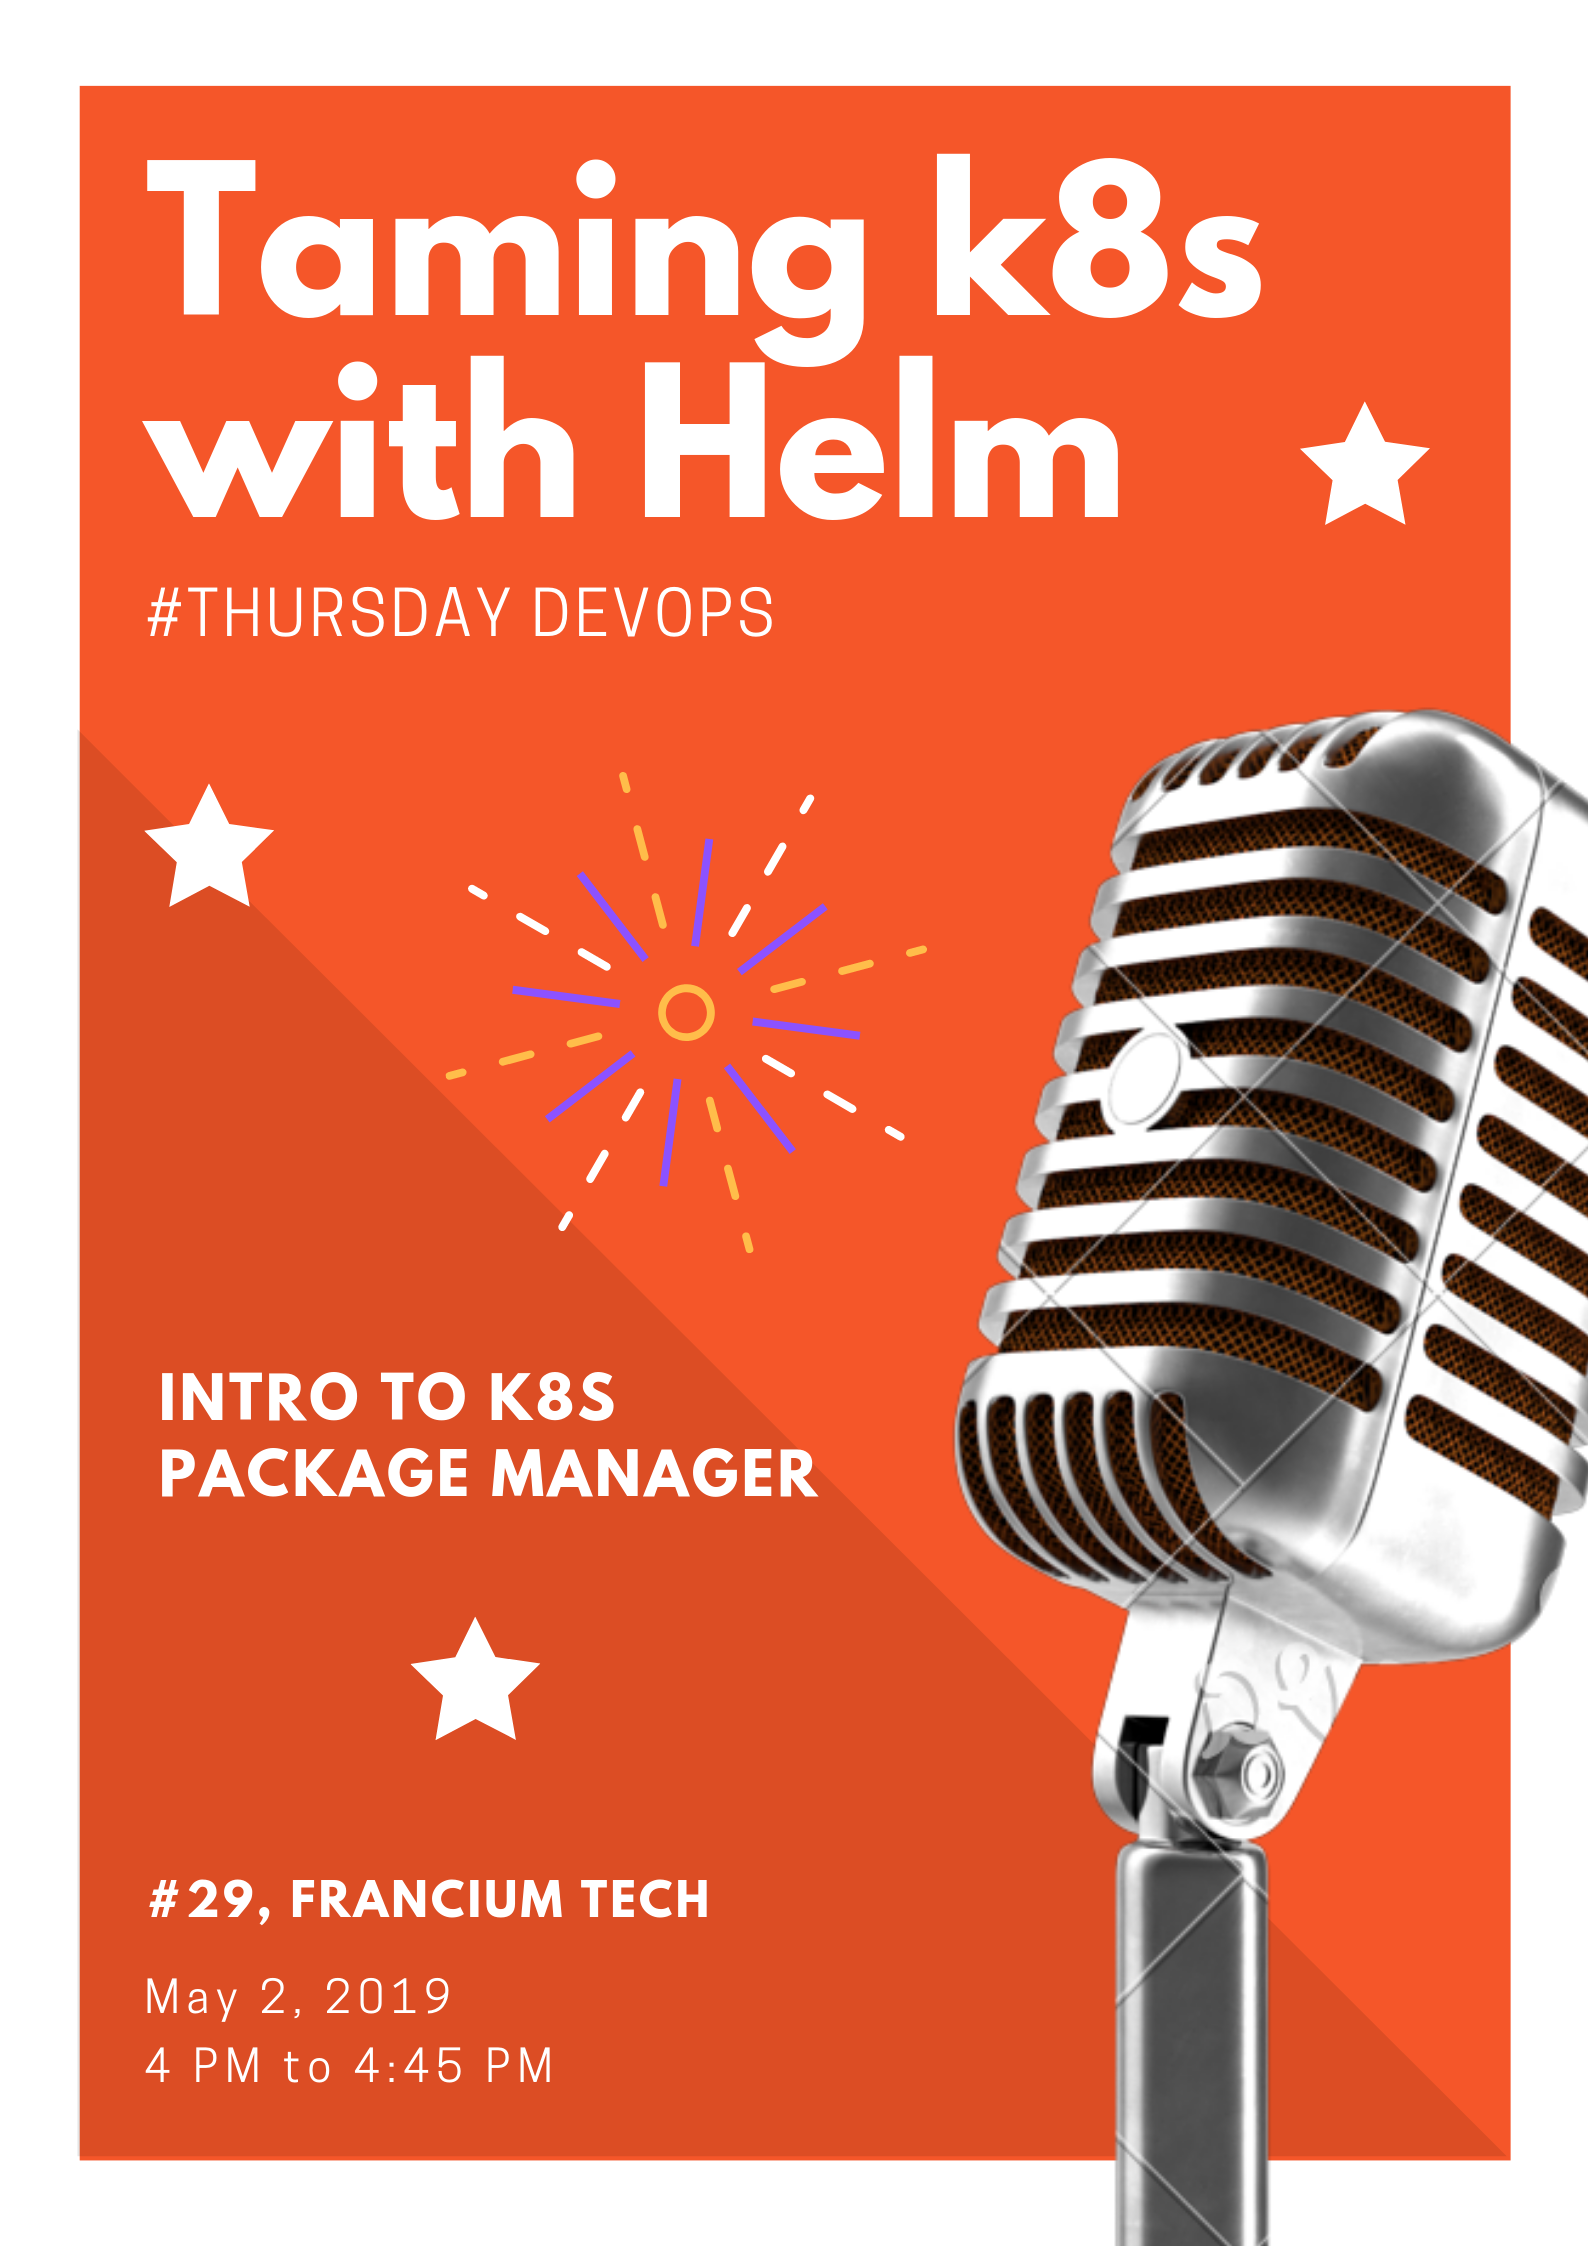 Taming k8s
with Helm
#THURSDAY DEVOPS
INTRO TO K8S
PACKAGE MANAGER
#29, FRANCIUM TECH
May 2, 2019
4 PM to 4:45 PM